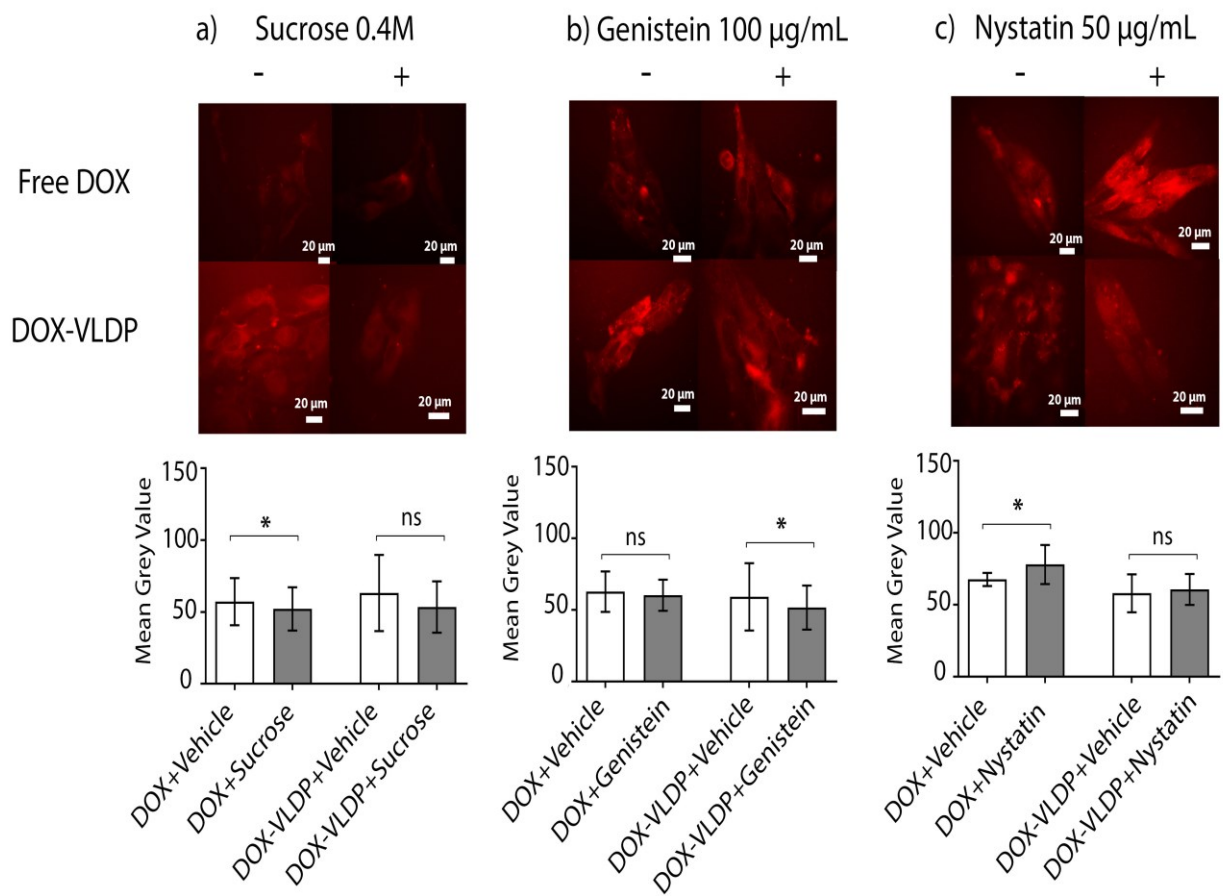 a) Sucrose 0.4M
b) Genistein 100 µg/mL
c) Nystatin 50 µg/mL
- +
- +
- +
Free DOX
20 µm
20 µm
20 µm
20 µm
20 µm
20 µm
DOX-VLDP
20 µm
20 µm
20 µm
20 µm
20 µm
20 µm
Mean Grey Value
150
100
50
0
*
ns
DOX+Vehicle
DOX+Sucrose
DOX-VLDP+Vehicle
DOX-VLDP+Sucrose
Mean Grey Value
150
100
50
0
ns
*
DOX+Vehicle
DOX+Genistein
DOX-VLDP+Vehicle
DOX-VLDP+Genistein
Mean Grey Value
150
100
50
0
*
ns
DOX+Vehicle
DOX+Nystatin
DOX-VLDP+Vehicle
DOX-VLDP+Nystatin